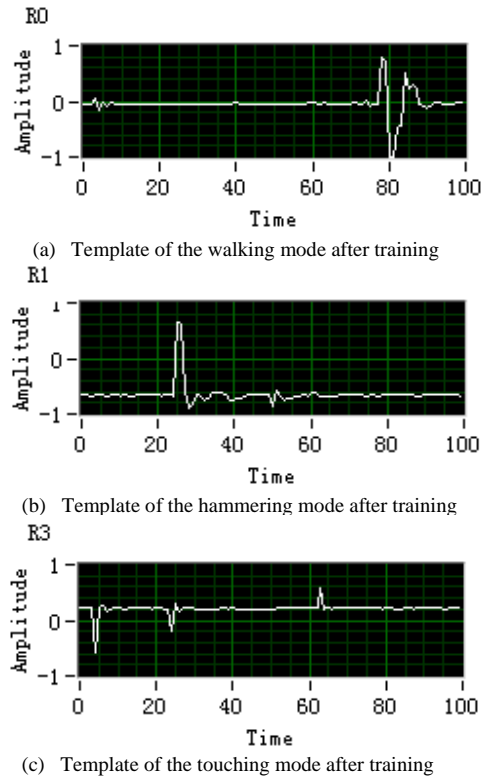 R0
1
0
-1
Amplitude
0 20 40 60 80 100
Time
(a) Template of the walking mode after training
R1
1
0
-1
Amplitude
0 20 40 60 80 100
Time
(b) Template of the hammering mode after training
R3
1
0
-1
Amplitude
0 20 40 60 80 100
Time
(c) Template of the touching mode after training